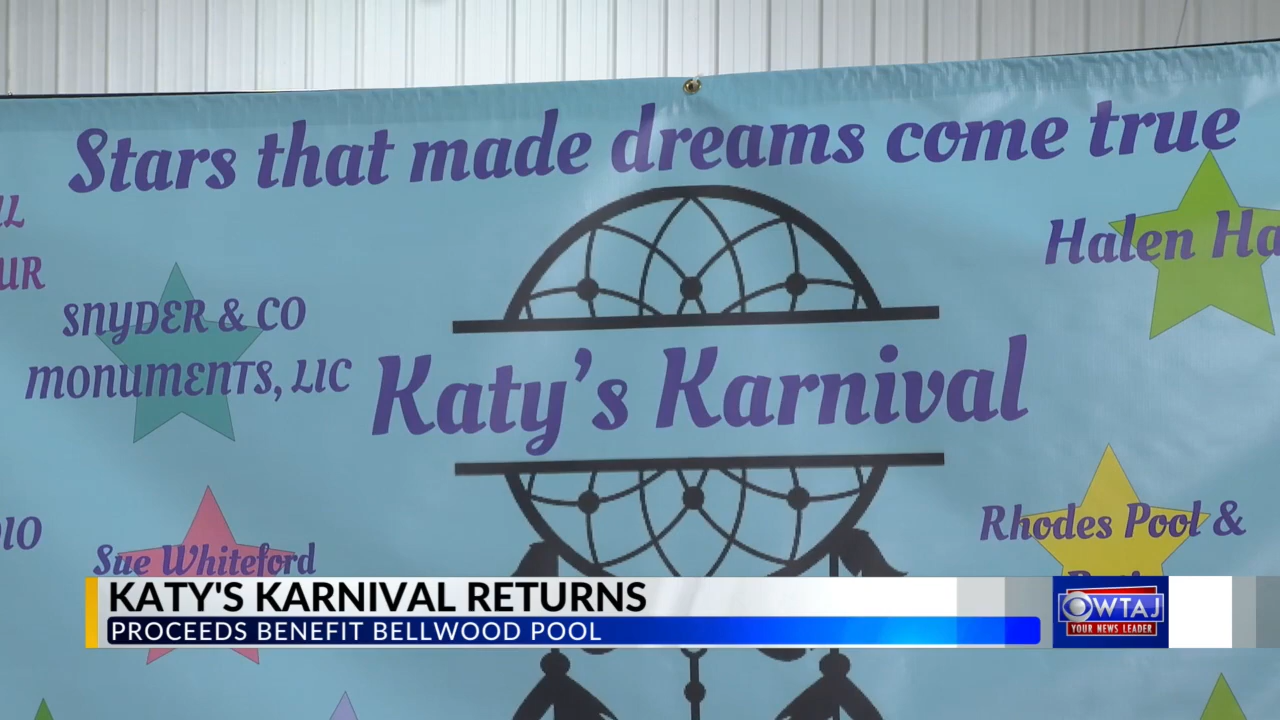 Stars that made dreams come true
Halen
SNYDER & CO
MONUMENTS, LLC
Katy's Karnival
Rhodes Pool &
Sue Whiteford
KATY'S KARNIVAL RETURNS
PROCEEDS BENEFIT BELLWOOD POOL
WTAJ
YOUR NEWS LEADER